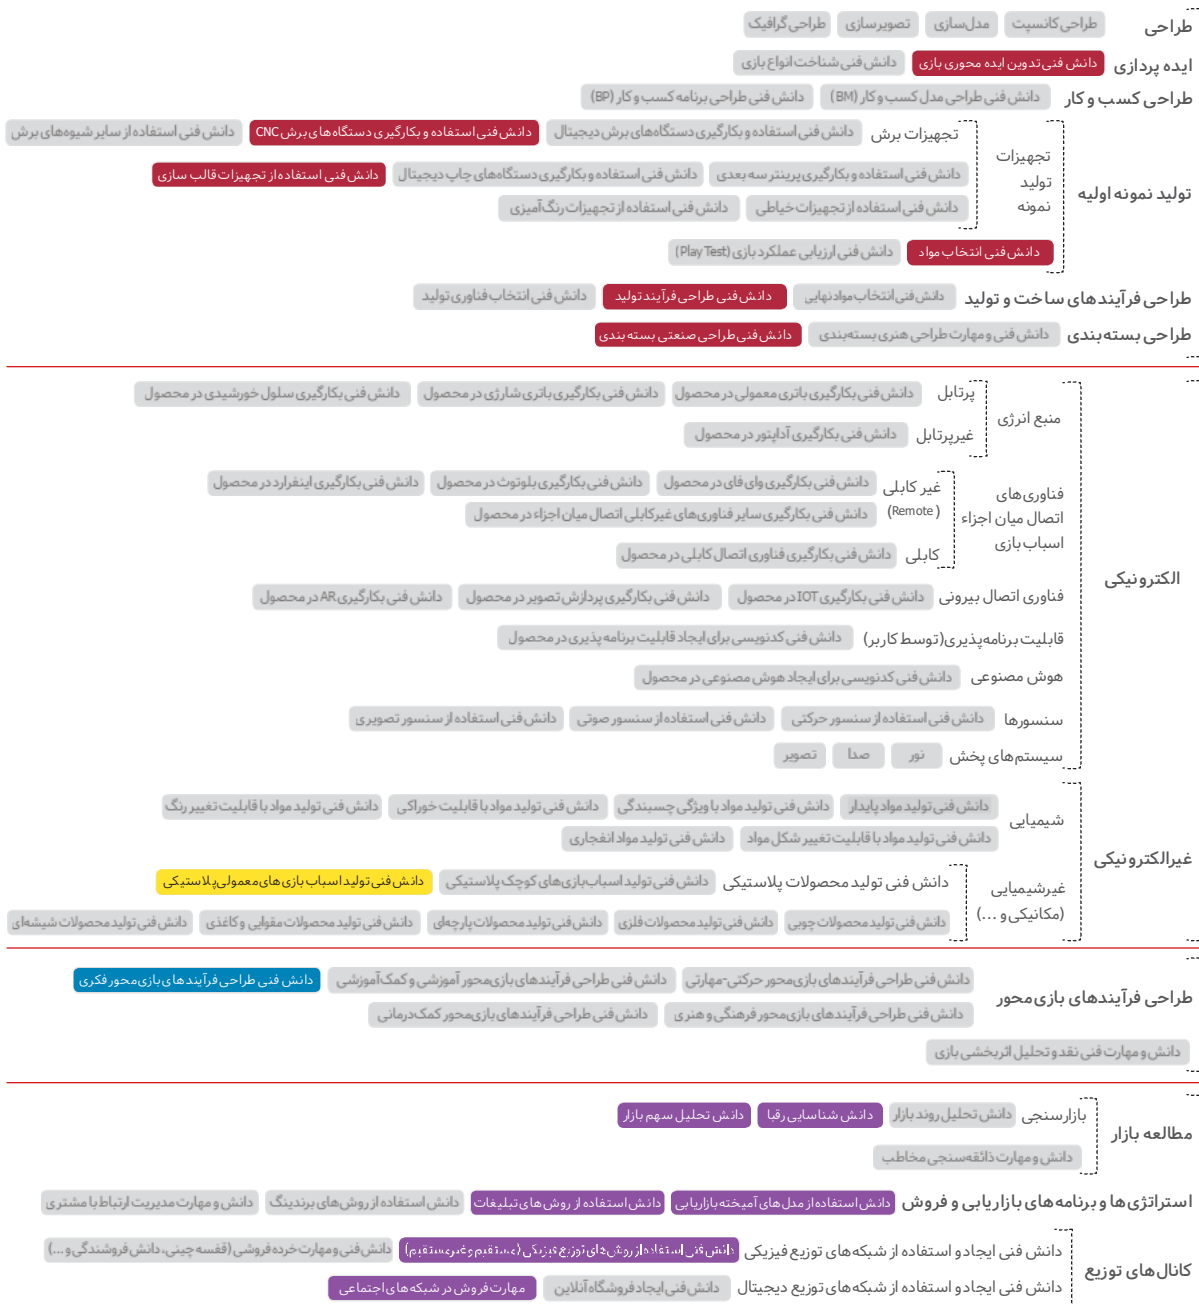 طراحی طراحی کانسپت مدل‌سازی تصویرسازی طراحی گرافیک
ایده پردازی دانش فنی تدوین ایده محوری بازی دانش فنی شناخت انواع بازی
طراحی کسب و کار دانش فنی طراحی مدل کسب و کار (BM) دانش فنی طراحی برنامه کسب و کار (BP)
تولید نمونه اولیه
تجهیزات تولید نمونه
تجهیزات برش دانش فنی استفاده و بکارگیری دستگاه‌های برش دیجیتال دانش فنی استفاده و بکارگیری دستگاه‌های برش CNC دانش فنی استفاده از سایر شیوه‌های برش
دانش فنی استفاده و بکارگیری پرینتر سه بعدی دانش فنی استفاده و بکارگیری دستگاه‌های چاپ دیجیتال دانش فنی استفاده از تجهیزات قالب سازی
دانش فنی استفاده از تجهیزات خیاطی دانش فنی استفاده از تجهیزات رنگ‌آمیزی
دانش فنی انتخاب مواد دانش فنی ارزیابی عملکرد بازی (Play Test)
طراحی فرآیندهای ساخت و تولید دانش فنی انتخاب مواد نهایی دانش فنی طراحی فرآیند تولید دانش فنی انتخاب فناوری تولید
طراحی بسته‌بندی دانش فنی و مهارت طراحی هنری بسته‌بندی دانش فنی طراحی صنعتی بسته بندی
الکترونیکی
منبع انرژی
پرتابل دانش فنی بکارگیری باتری معمولی در محصول دانش فنی بکارگیری باتری شارژی در محصول دانش فنی بکارگیری سلول خورشیدی در محصول
غیرپرتابل دانش فنی بکارگیری آداپتور در محصول
فناوری‌های
اتصال میان اجزاء
اسباب بازی
غیر کابلی دانش فنی بکارگیری وای فای در محصول دانش فنی بکارگیری بلوتوث در محصول دانش فنی بکارگیری اینفرارد در محصول
(Remote) دانش فنی بکارگیری سایر فناوری‌های غیرکابلی اتصال میان اجزاء در محصول
کابلی دانش فنی بکارگیری فناوری اتصال کابلی در محصول
فناوری اتصال بیرونی دانش فنی بکارگیری IOT در محصول دانش فنی بکارگیری پردازش تصویر در محصول دانش فنی بکارگیری AR در محصول
قابلیت برنامه‌پذیری(توسط کاربر) دانش فنی کدنویسی برای ایجاد قابلیت برنامه پذیری در محصول
هوش مصنوعی دانش فنی کدنویسی برای ایجاد هوش مصنوعی در محصول
سنسورها دانش فنی استفاده از سنسور حرکتی دانش فنی استفاده از سنسور صوتی دانش فنی استفاده از سنسور تصویری
سیستم‌های پخش نور صدا تصویر
غیرالکترونیکی
شیمیایی دانش فنی تولید مواد پایدار دانش فنی تولید مواد با ویژگی چسبندگی دانش فنی تولید مواد با قابلیت خوراکی دانش فنی تولید مواد با قابلیت تغییر رنگ
دانش فنی تولید مواد با قابلیت تغییر شکل مواد دانش فنی تولید مواد انفجاری
غیرشیمیایی
(مکانیکی و ...)
دانش فنی تولید محصولات پلاستیکی دانش فنی تولید اسباب‌بازی‌های کوچک پلاستیکی دانش فنی تولید اسباب بازی‌های معمولی پلاستیکی
دانش فنی تولید محصولات چوبی دانش فنی تولید محصولات فلزی دانش فنی تولید محصولات پارچه‌ای دانش فنی تولید محصولات مقوایی و کاغذی دانش فنی تولید محصولات شیشه‌ای
طراحی فرآیندهای بازی‌محور
دانش فنی طراحی فرآیندهای بازی‌محور حرکتی-مهارتی دانش فنی طراحی فرآیندهای بازی‌محور آموزشی و کمک‌آموزشی دانش فنی طراحی فرآیندهای بازی‌محور فکری
دانش فنی طراحی فرآیندهای بازی‌محور فرهنگی و هنری دانش فنی طراحی فرآیندهای بازی‌محور کمک‌درمانی
دانش و مهارت فنی نقد و تحلیل اثربخشی بازی
مطالعه بازار
بازارسنجی دانش تحلیل روند بازار دانش شناسایی رقبا دانش تحلیل سهم بازار
دانش و مهارت ذائقه‌سنجی مخاطب
استراتژی‌ها و برنامه‌های بازاریابی و فروش دانش استفاده از مدل‌های آمیخته بازاریابی دانش استفاده از روش‌های تبلیغات دانش استفاده از روش‌های برندینگ دانش و مهارت مدیریت ارتباط با مشتری
کانال‌های توزیع
دانش فنی ایجاد و استفاده از شبکه‌های توزیع فیزیکی دانش فنی استفاده از روش‌های توزیع فیزیکی (مستقیم و غیرمستقیم) دانش فنی و مهارت خرده فروشی (قفسه چینی، دانش فروشندگی و ...)
دانش فنی ایجاد و استفاده از شبکه‌های توزیع دیجیتال دانش فنی ایجاد فروشگاه آنلاین مهارت فروش در شبکه‌های اجتماعی